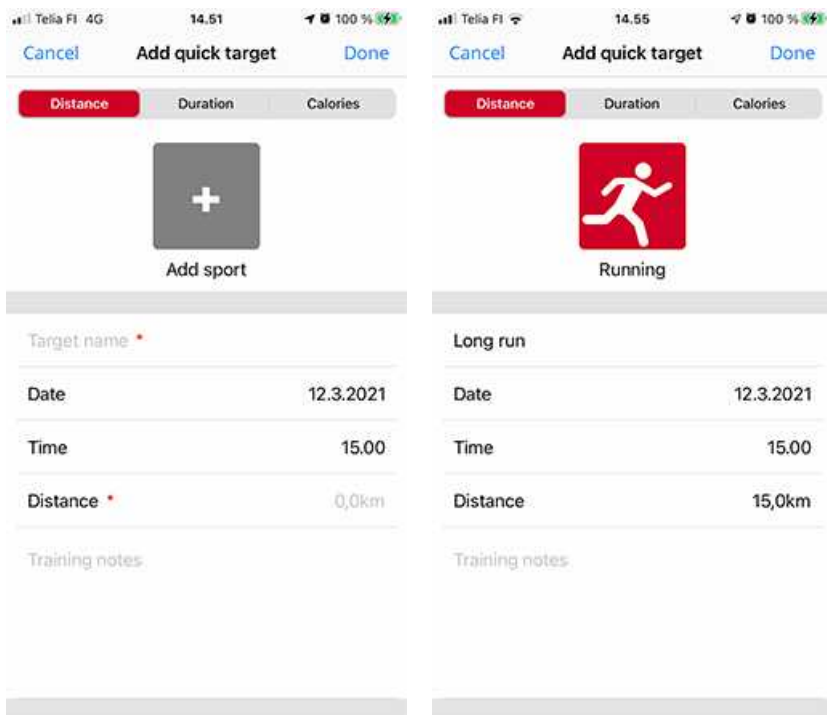 Telia FI 4G 14.51 100 %
Cancel Add quick target Done
Distance Duration Calories
+
Add sport
Target name *
Date 12.3.2021
Time 15.00
Distance * 0,0km
Training notes
Telia FI 14.55 100 %
Cancel Add quick target Done
Distance Duration Calories
Running
Long run
Date 12.3.2021
Time 15.00
Distance 15,0km
Training notes